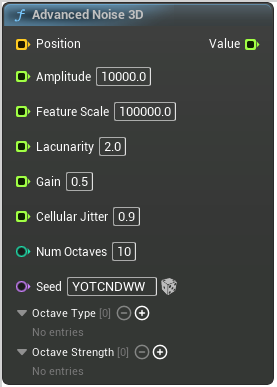 Advanced Noise 3D
Position Value
Amplitude 10000.0
Feature Scale 100000.0
Lacunarity 2.0
Gain 0.5
Cellular Jitter 0.9
Num Octaves 10
Seed YOTCNDWW
Octave Type [0]
No entries
Octave Strength [0]
No entries